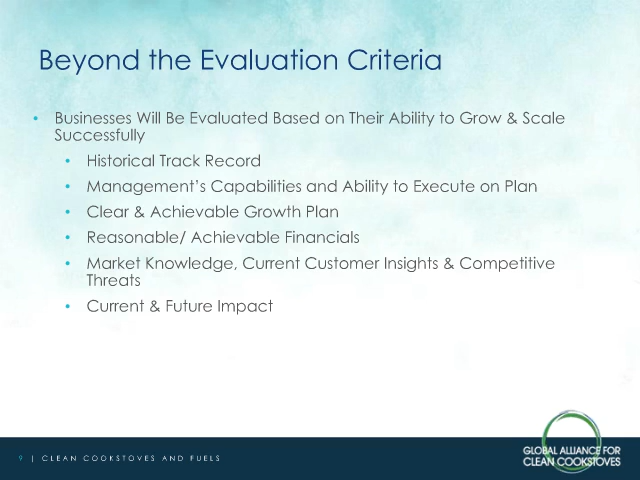 Beyond the Evaluation Criteria
• Businesses Will Be Evaluated Based on Their Ability to Grow & Scale
Successfully
• Historical Track Record
• Management's Capabilities and Ability to Execute on Plan
• Clear & Achievable Growth Plan
• Reasonable/ Achievable Financials
• Market Knowledge, Current Customer Insights & Competitive
Threats
• Current & Future Impact
9 | CLEAN COOKSTOVES AND FUELS
GLOBAL ALLIANCE FOR
CLEAN COOKSTOVES